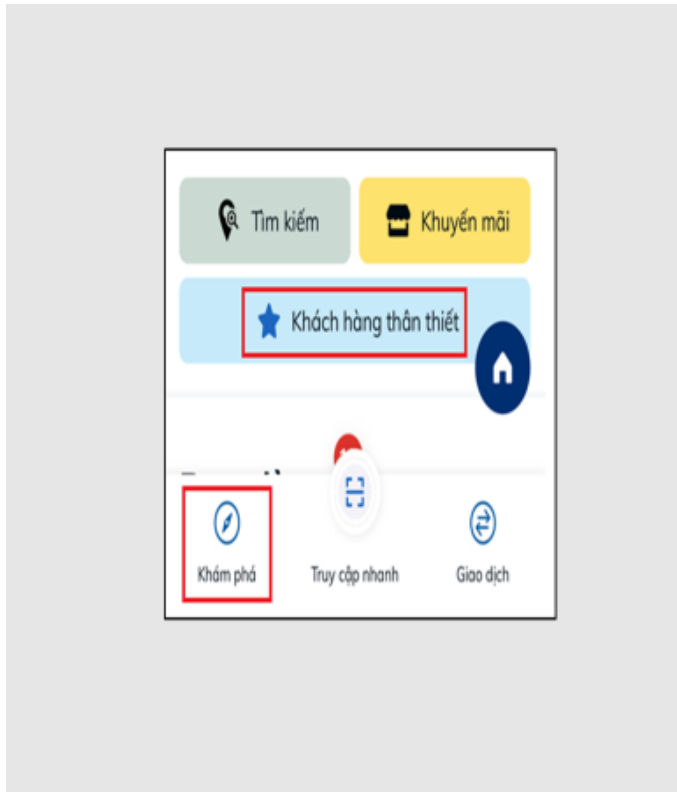 Tìm kiếm
Khuyến mãi
Khách hàng thân thiết
Khám phá
Truy cập nhanh
Giao dịch